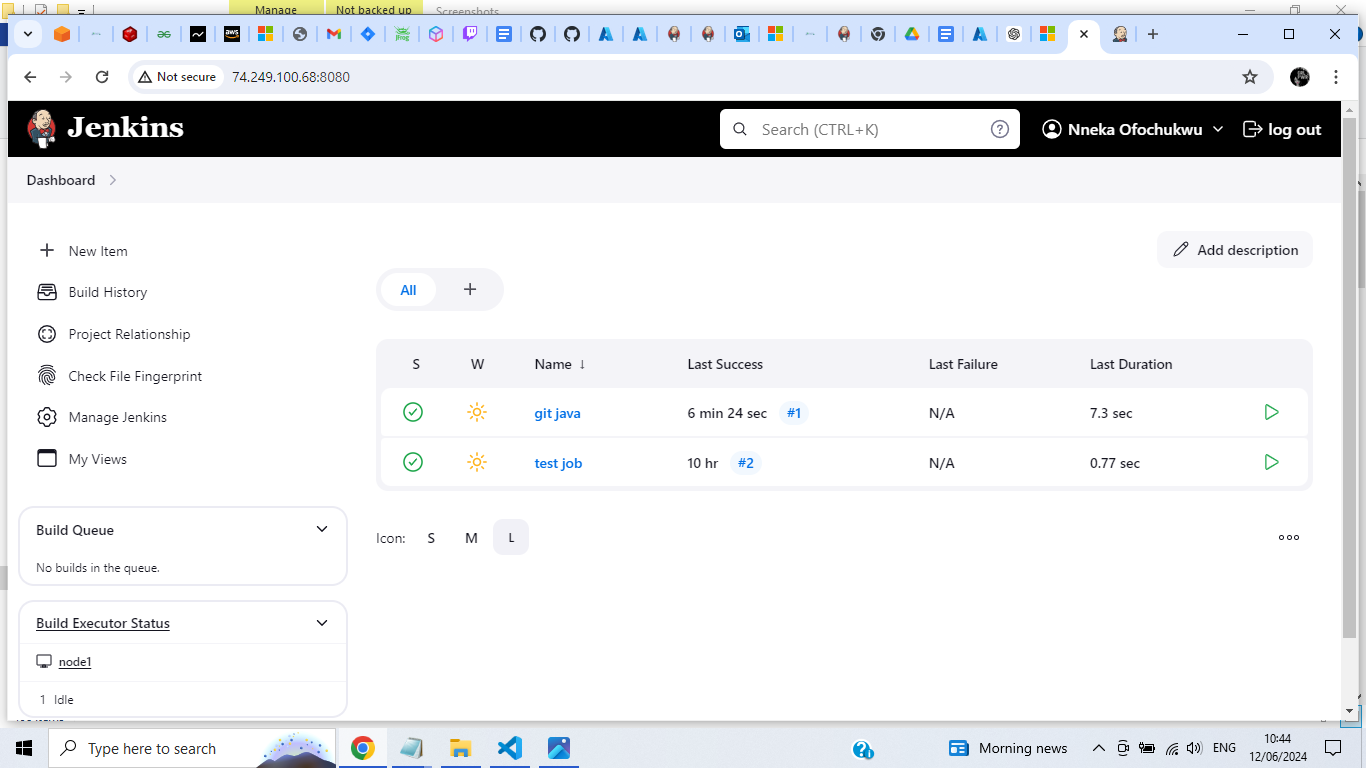 Manage
Not backed up
Screenshots
Not secure
74.249.100.68:8080
Jenkins
Search (CTRL+K)
Nneka Ofochukwu
log out
Dashboard
New Item
Build History
Project Relationship
Check File Fingerprint
Manage Jenkins
My Views
Add description
All
S W Name ↓ Last Success Last Failure Last Duration
git java 6 min 24 sec #1 N/A 7.3 sec
test job 10 hr #2 N/A 0.77 sec
Icon: S M L
Build Queue
No builds in the queue.
Build Executor Status
node1
1 Idle
Type here to search
Morning news
ENG
10:44
12/06/2024